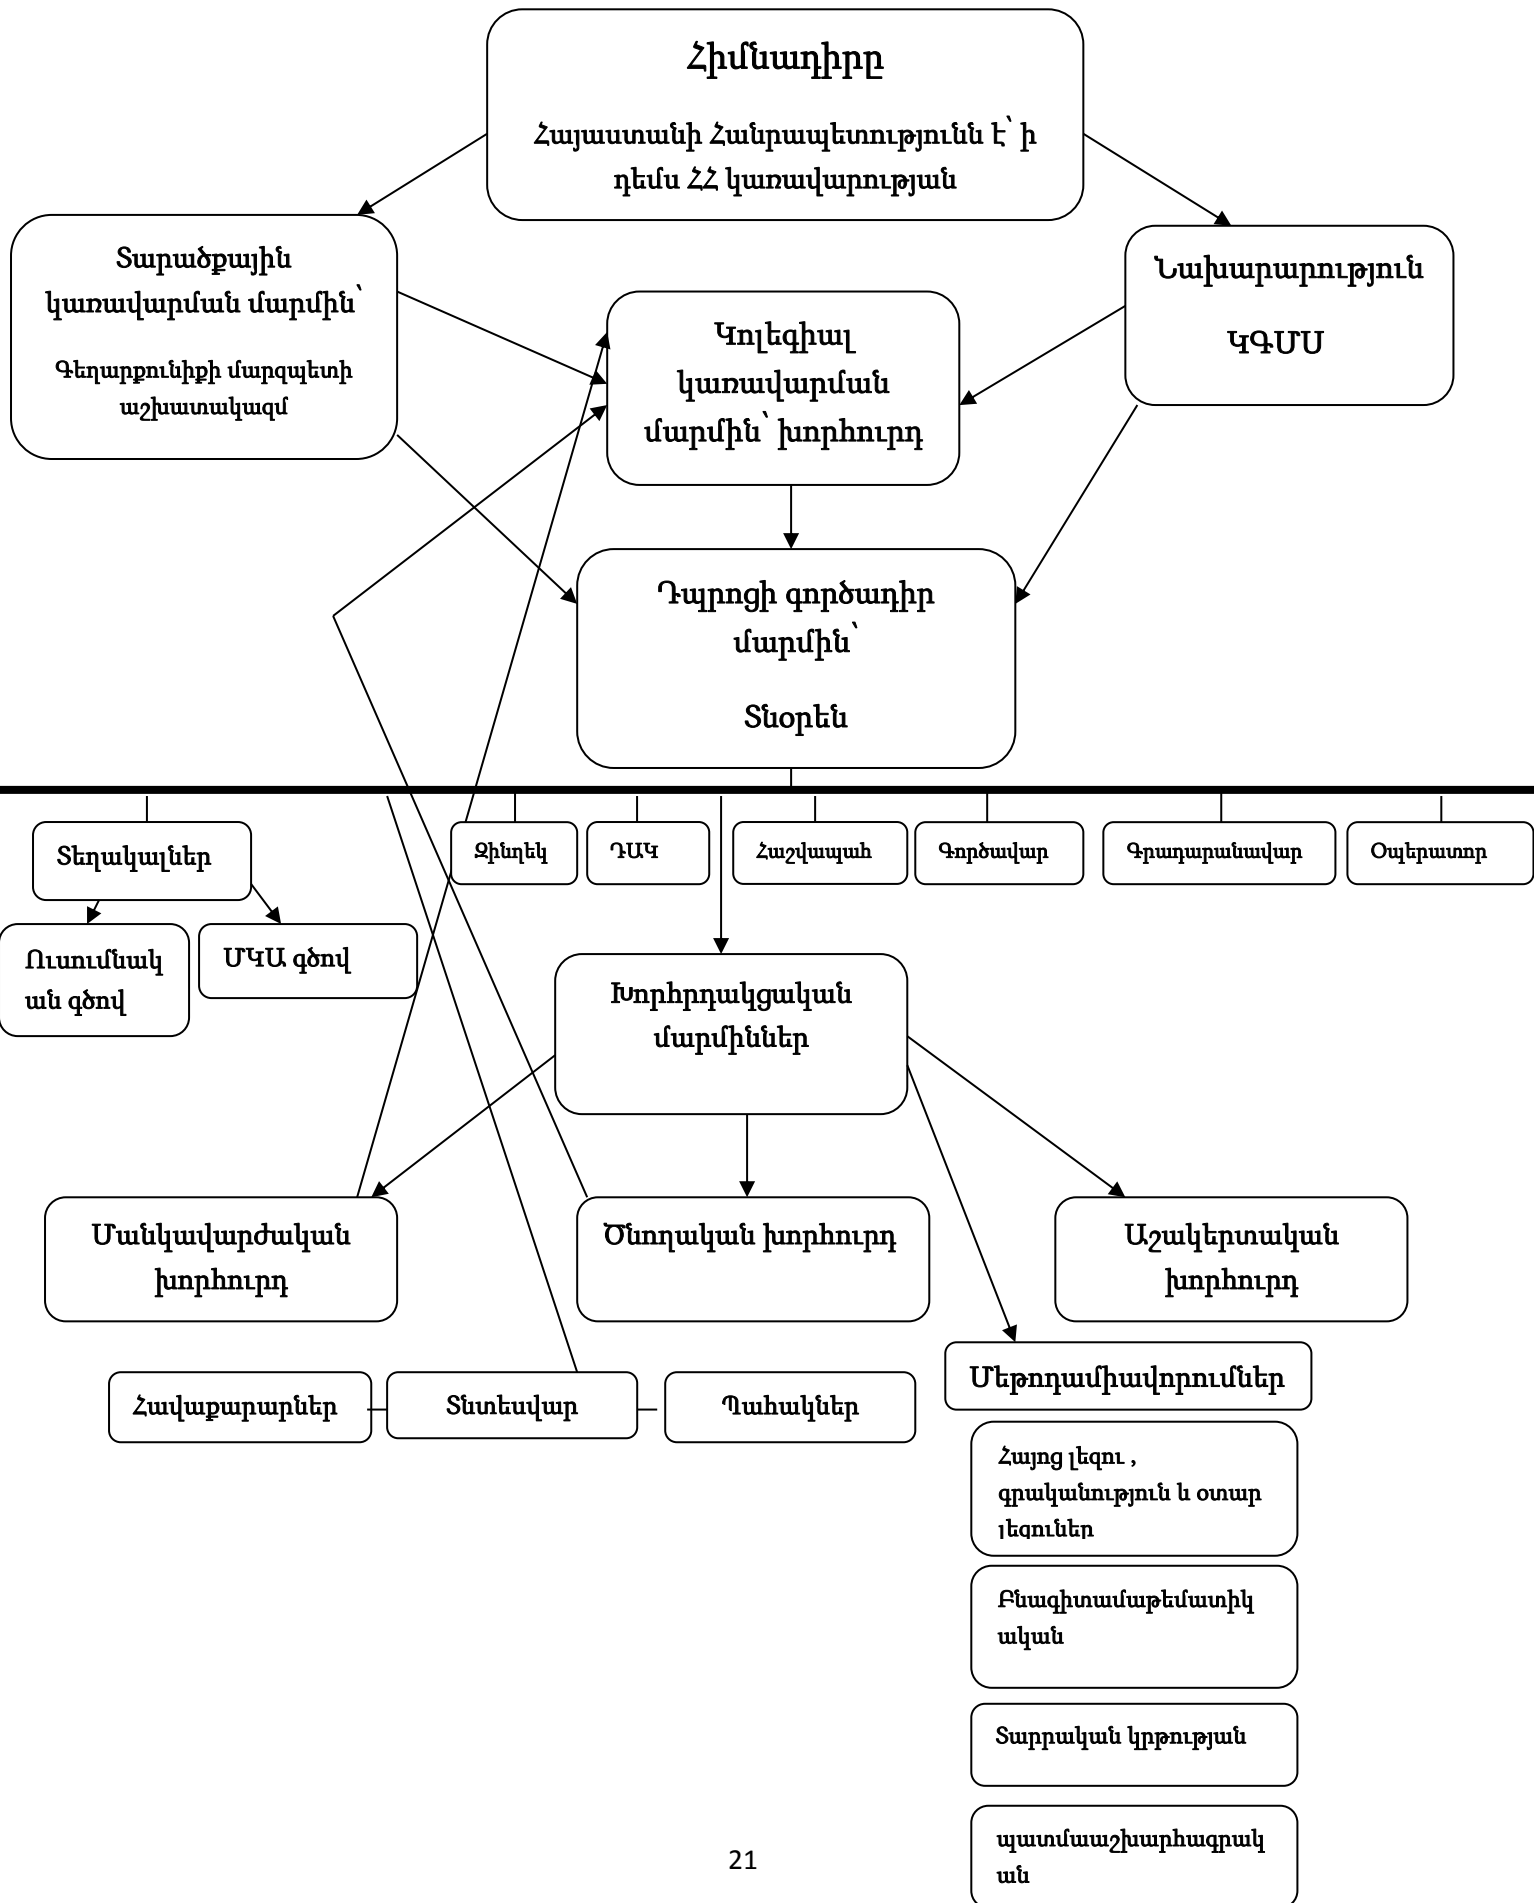 Հիմնադիրը
Հայաստանի Հանրապետությունն է՝ ի
դեմս ՀՀ կառավարության
Տարածքային
կառավարման մարմին՝
Գեղարքունիքի մարզպետի
աշխատակազմ
Նախարարություն
ԿԳՄՍ
Կոլեգիալ
կառավարման
մարմին՝ խորհուրդ
Դպրոցի գործադիր
մարմին՝
Տնօրեն
Տեղակալներ
Զինղեկ
ԴԱԿ
Հաշվապահ
Գործավար
Գրադարանավար
Օպերատոր
Ուսումնակ
ան գծով
ՄԿԱ գծով
Խորհրդակցական
մարմիններ
Մանկավարժական
խորհուրդ
Ծնողական խորհուրդ
Աշակերտական
խորհուրդ
Մեթոդամիավորումներ
Հավաքարարներ
Տնտեսվար
Պահակներ
Հայոց լեզու ,
գրականություն և օտար
լեզուներ
Բնագիտամաթեմատիկ
ական
Տարրական կրթության
պատմաաշխարհագրակ
ան
21